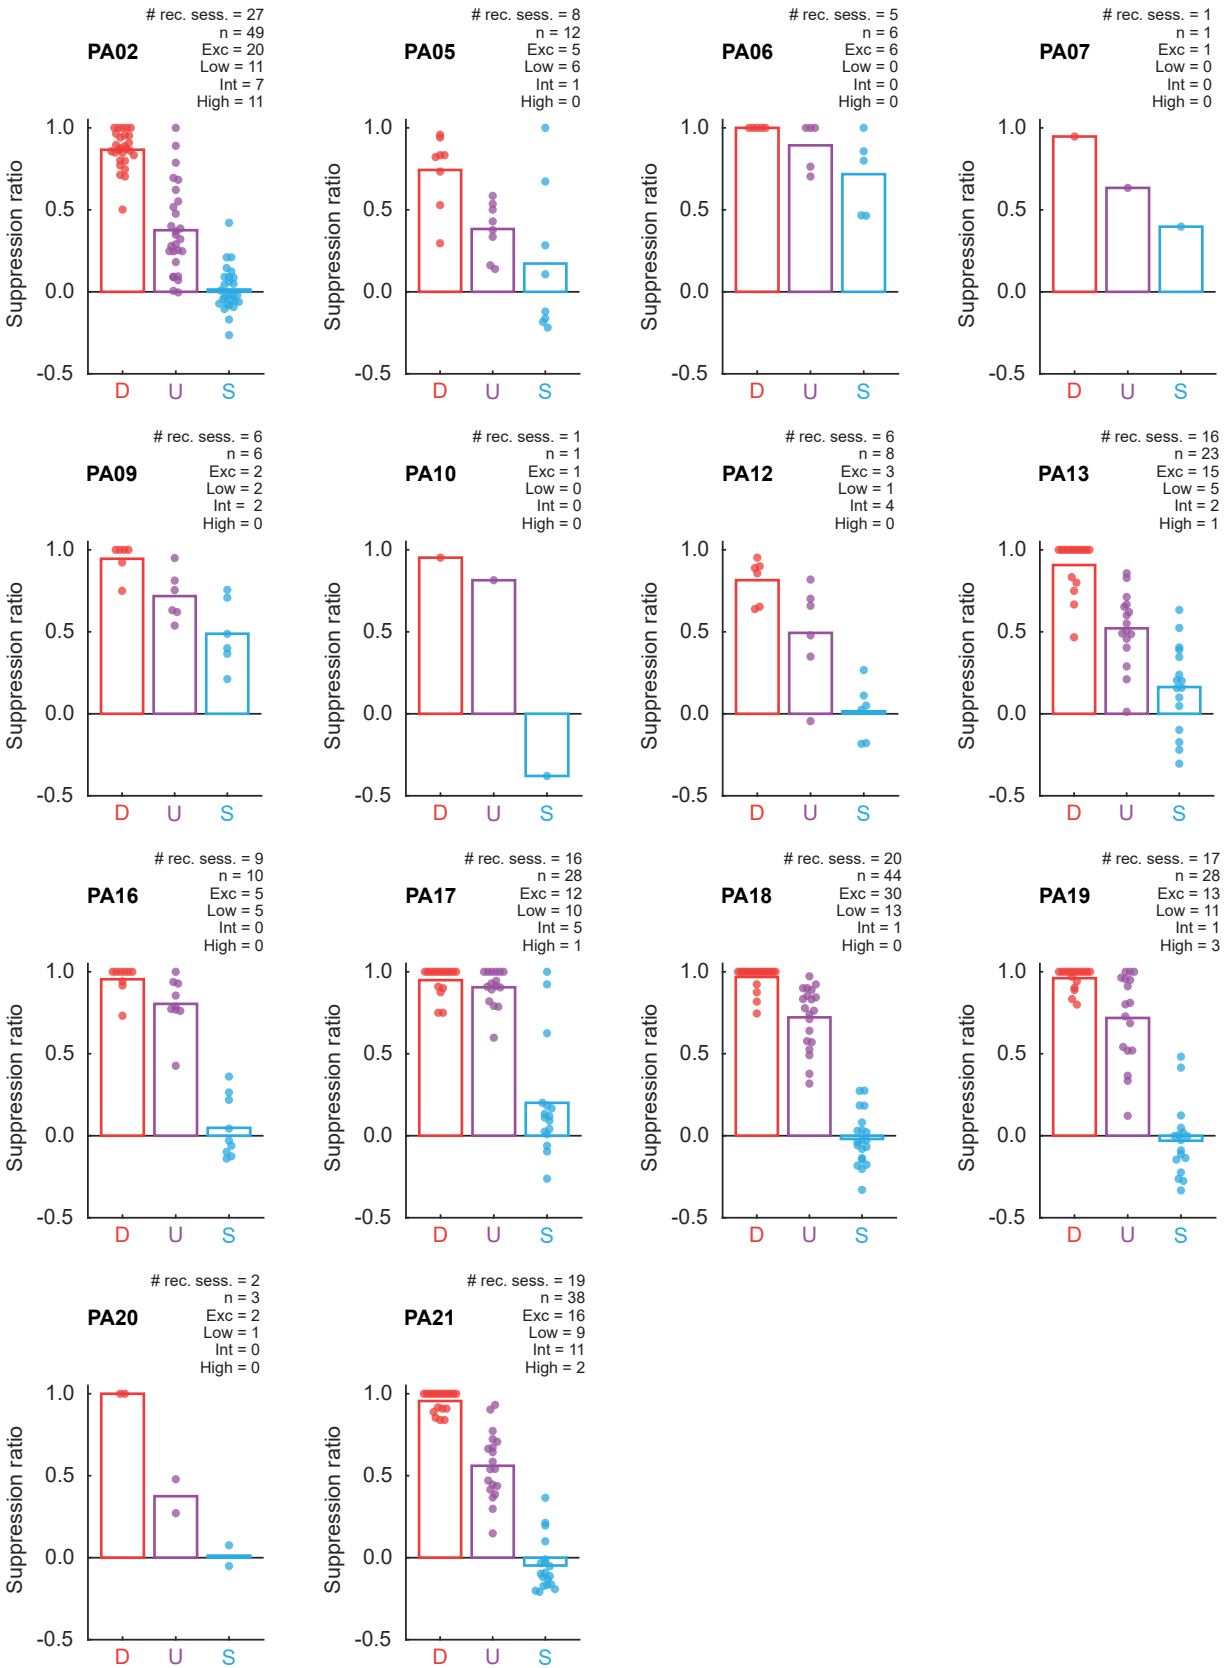 # rec. sess. = 27
n = 49
PA02
Exc = 20
Low = 11
Int = 7
High = 11
Suppression ratio
1.0
0.5
0.0
-0.5
D U S
# rec. sess. = 8
n = 12
PA05
Exc = 5
Low = 6
Int = 1
High = 0
Suppression ratio
1.0
0.5
0.0
-0.5
D U S
# rec. sess. = 5
n = 6
PA06
Exc = 6
Low = 0
Int = 0
High = 0
Suppression ratio
1.0
0.5
0.0
-0.5
D U S
# rec. sess. = 1
n = 1
PA07
Exc = 1
Low = 0
Int = 0
High = 0
Suppression ratio
1.0
0.5
0.0
-0.5
D U S
# rec. sess. = 6
n = 6
PA09
Exc = 2
Low = 2
Int = 2
High = 0
Suppression ratio
1.0
0.5
0.0
-0.5
D U S
# rec. sess. = 1
n = 1
PA10
Exc = 1
Low = 0
Int = 0
High = 0
Suppression ratio
1.0
0.5
0.0
-0.5
D U S
# rec. sess. = 6
n = 8
PA12
Exc = 3
Low = 1
Int = 4
High = 0
Suppression ratio
1.0
0.5
0.0
-0.5
D U S
# rec. sess. = 16
n = 23
PA13
Exc = 15
Low = 5
Int = 2
High = 1
Suppression ratio
1.0
0.5
0.0
-0.5
D U S
# rec. sess. = 9
n = 10
PA16
Exc = 5
Low = 5
Int = 0
High = 0
Suppression ratio
1.0
0.5
0.0
-0.5
D U S
# rec. sess. = 16
n = 28
PA17
Exc = 12
Low = 10
Int = 5
High = 1
Suppression ratio
1.0
0.5
0.0
-0.5
D U S
# rec. sess. = 20
n = 44
PA18
Exc = 30
Low = 13
Int = 1
High = 0
Suppression ratio
1.0
0.5
0.0
-0.5
D U S
# rec. sess. = 17
n = 28
PA19
Exc = 13
Low = 11
Int = 1
High = 3
Suppression ratio
1.0
0.5
0.0
-0.5
D U S
# rec. sess. = 2
n = 3
PA20
Exc = 2
Low = 1
Int = 0
High = 0
Suppression ratio
1.0
0.5
0.0
-0.5
D U S
# rec. sess. = 19
n = 38
PA21
Exc = 16
Low = 9
Int = 11
High = 2
Suppression ratio
1.0
0.5
0.0
-0.5
D U S